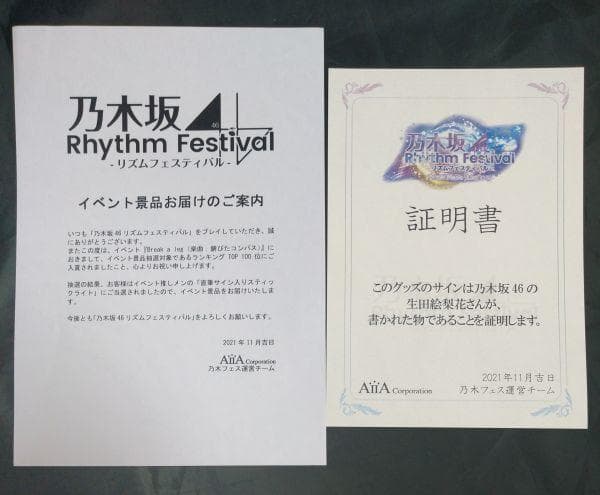 乃木坂46
Rhythm Festival
- リズムフェスティバル -
イベント景品お届けのご案内
いつも「乃木坂46リズムフェスティバル」をプレイしていただき、誠
にありがとうございます。
またこの度は、イベント『Break a leg（楽曲：錆びたコンパス）』に
おきまして、イベント景品抽選対象であるランキング TOP 100 位にご
入賞されましたこと、心よりお祝い申し上げます。
抽選の結果、お客様はイベント推しメンの「直筆サイン入りスティッ
クライト」にご当選されましたので、イベント景品をお届けいたしま
す。
今後とも「乃木坂46リズムフェスティバル」をよろしくお願いします。
2021年11月吉日
AiiA Corporation
乃木フェス運営チーム
乃木坂46
Rhythm Festival
- リズムフェスティバル -
証明書
このグッズのサインは乃木坂46の
生田絵梨花さんが、
書かれた物であることを証明します。
2021年11月吉日
AiiA Corporation 乃木フェス運営チーム